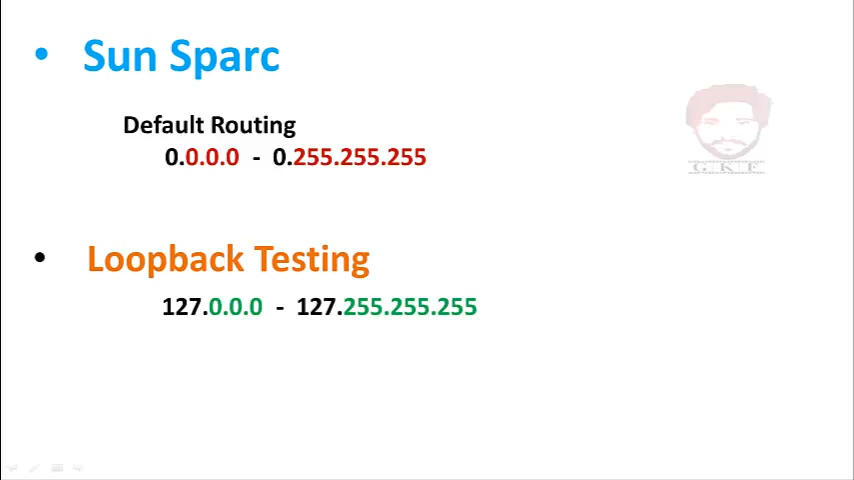 • Sun Sparc
Default Routing
0.0.0.0 - 0.255.255.255
G K F
• Loopback Testing
127.0.0.0 - 127.255.255.255